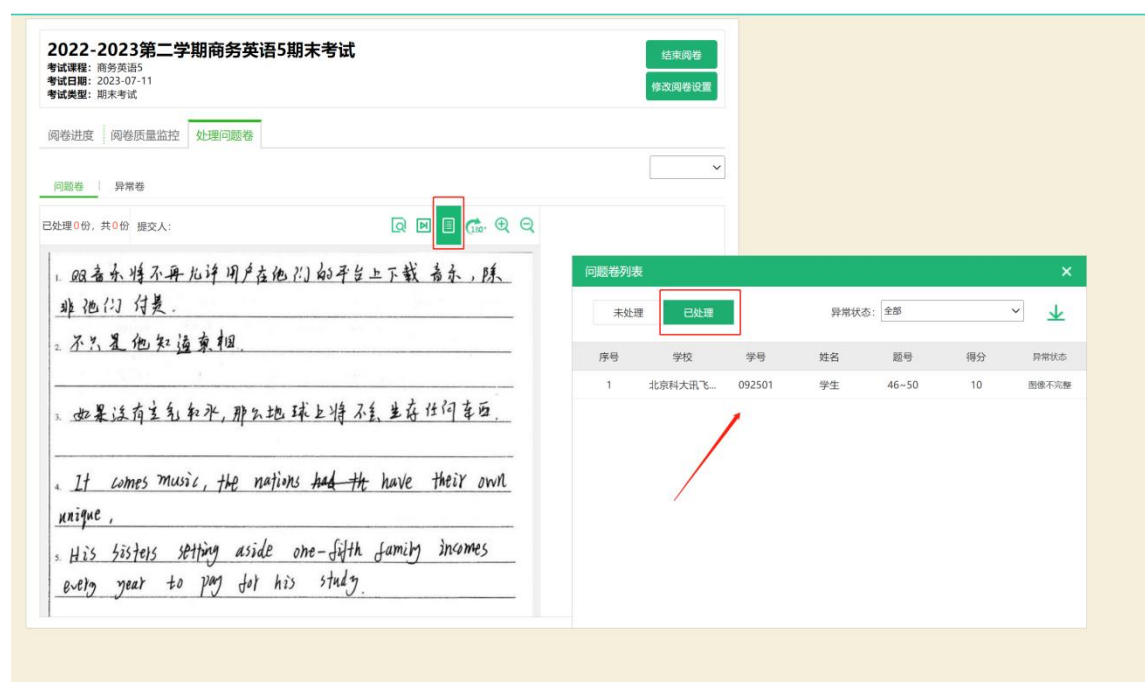 2022-2023第二学期商务英语5期末考试
考试课程：商务英语5
考试日期：2023-07-11
考试类型：期末考试
结束阅卷
修改阅卷设置
阅卷进度 阅卷质量监控 处理问题卷
问题卷 异常卷
已处理0份，共0份 提交人：
180°
1. QQ音乐将不再允许用户在他们的平台上下载音乐，除
非他们付是.
2. 不只是他知道真相.
3. 如果没有空气和水，那么地球上将不会生存任何东西.
4. It comes music, the nations had th have their own
unique,
5. His sisters setting aside one-fifth family incomes
every year to pay for his study.
问题卷列表 ×
未处理 已处理 异常状态：全部
序号 学校 学号 姓名 题号 得分 异常状态
1 北京科大讯飞... 092501 学生 46~50 10 图像不完整